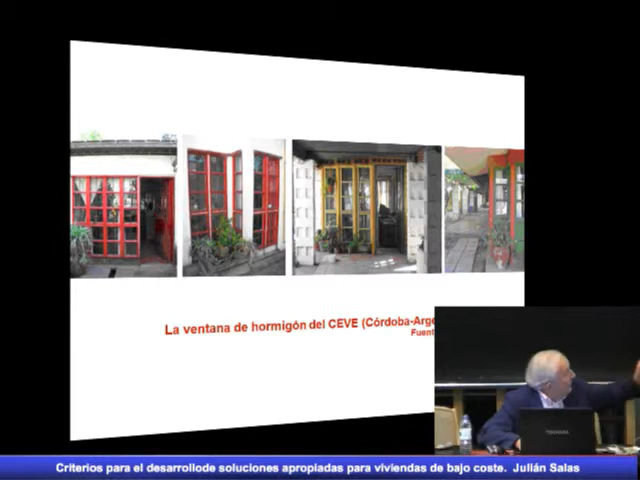 La ventana de hormigón del CEVE (Córdoba-Arge
Fuent
TOSHIBA
Criterios para el desarrollode soluciones apropiadas para viviendas de bajo coste. Julián Salas